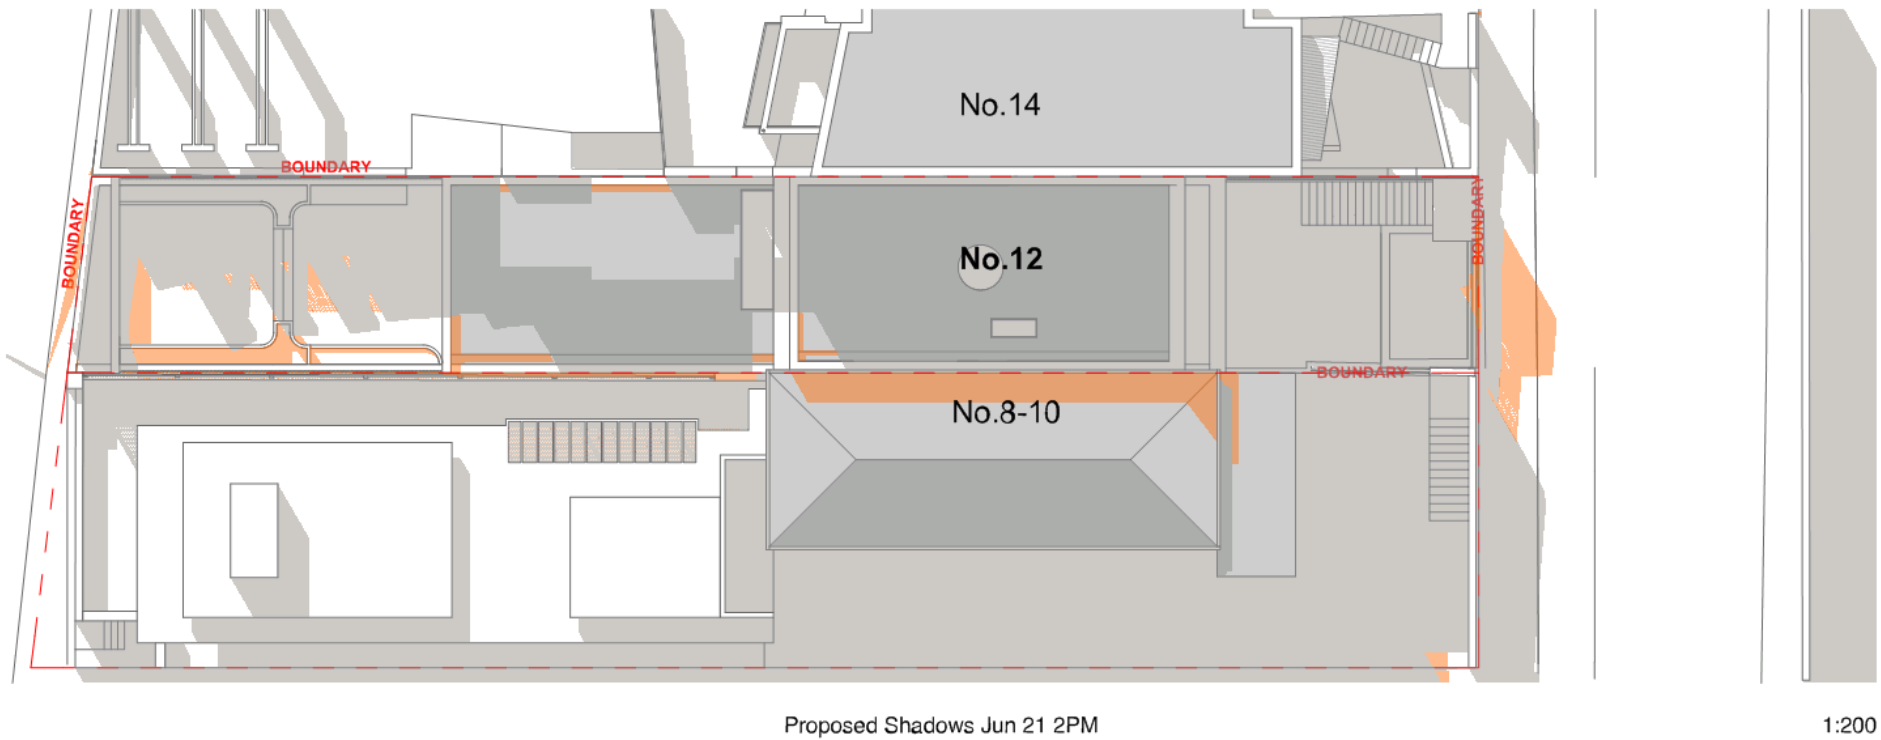 No.14
BOUNDARY
BOUNDARY
BOUNDARY
No.12
BOUNDARY
No.8-10
Proposed Shadows Jun 21 2PM
1:200